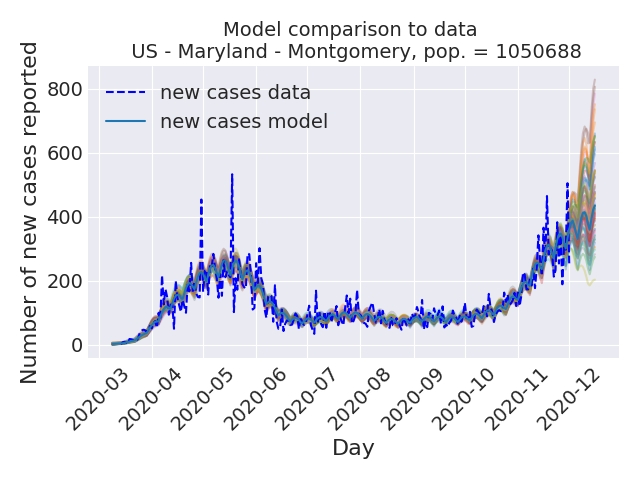 Model comparison to data
US - Maryland - Montgomery, pop. = 1050688
Number of new cases reported
800
600
400
200
0
new cases data
new cases model
2020-03
2020-04
2020-05
2020-06
2020-07
2020-08
2020-09
2020-10
2020-11
2020-12
Day